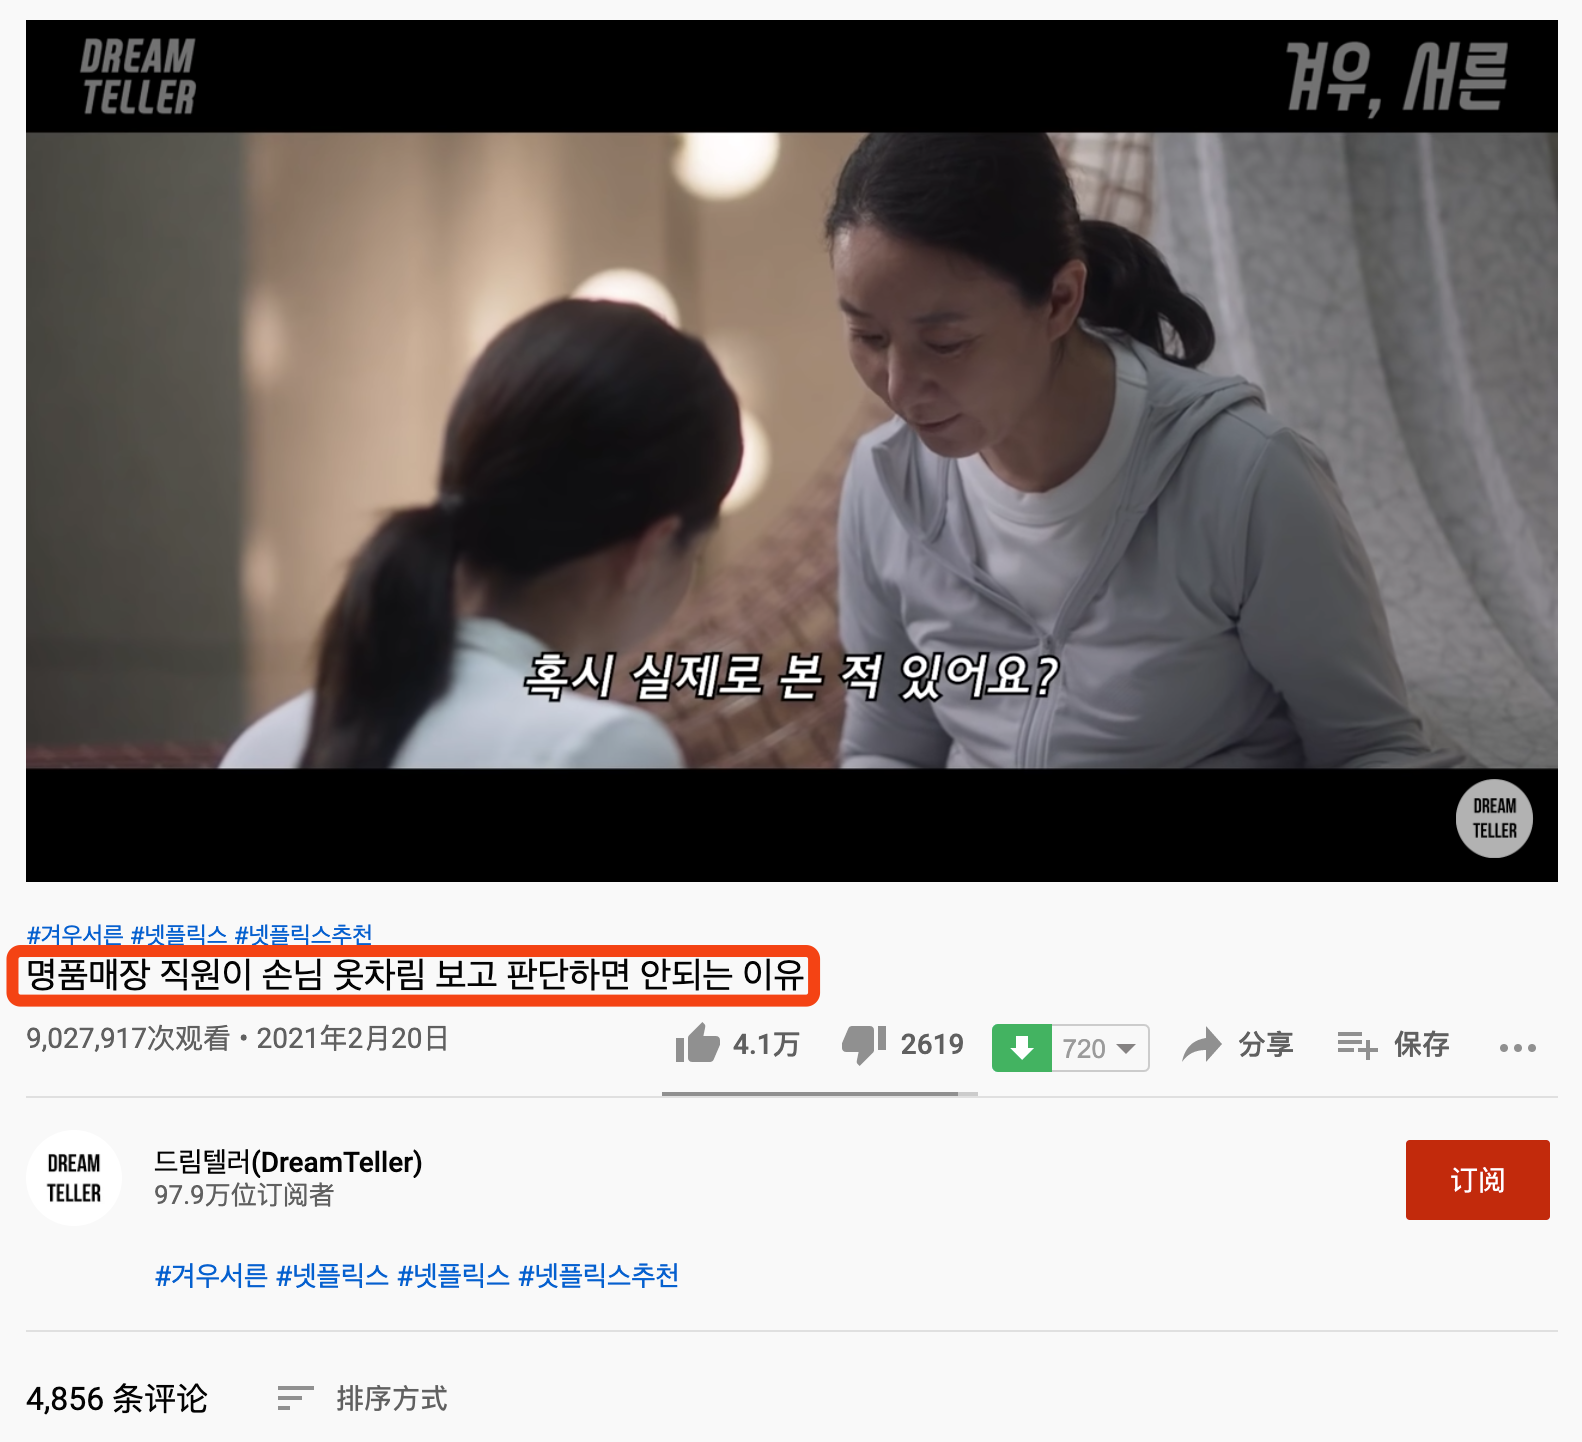 DREAM
TELLER
겨우, 서른
혹시 실제로 본 적 있어요?
DREAM
TELLER
#겨우서른 #넷플릭스 #넷플릭스추천
명품매장 직원이 손님 옷차림 보고 판단하면 안되는 이유
9,027,917次观看 • 2021年2月20日
4.1万 2619 720 分享 保存
DREAM
TELLER
드림텔러(DreamTeller)
97.9万位订阅者
订阅
#겨우서른 #넷플릭스 #넷플릭스 #넷플릭스추천
4,856 条评论 排序方式